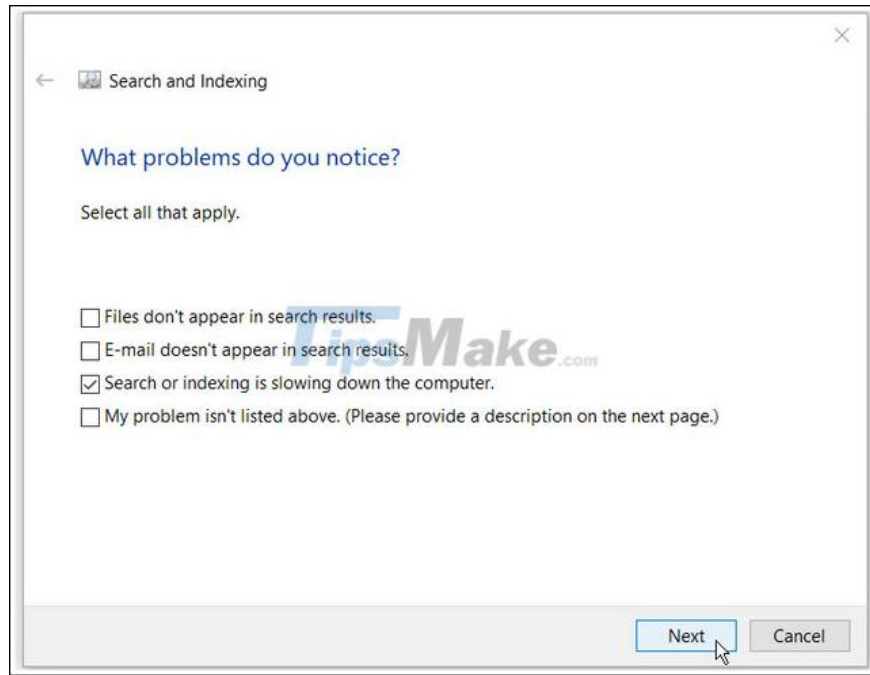 Search and Indexing
What problems do you notice?
Select all that apply.
Files don't appear in search results.
TipsMake.com
E-mail doesn't appear in search results.
Search or indexing is slowing down the computer.
My problem isn't listed above. (Please provide a description on the next page.)
Next Cancel